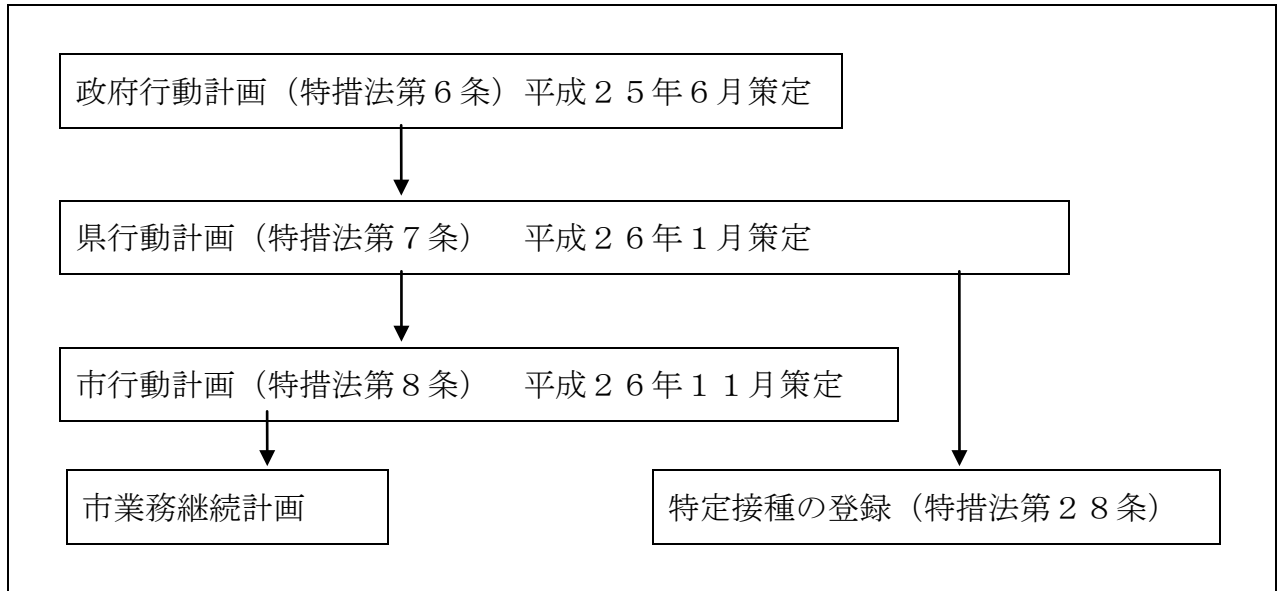 政府行動計画（特措法第６条）平成２５年６月策定
県行動計画（特措法第７条）　平成２６年１月策定
市行動計画（特措法第８条）　平成２６年１１月策定
市業務継続計画
特定接種の登録（特措法第２８条）